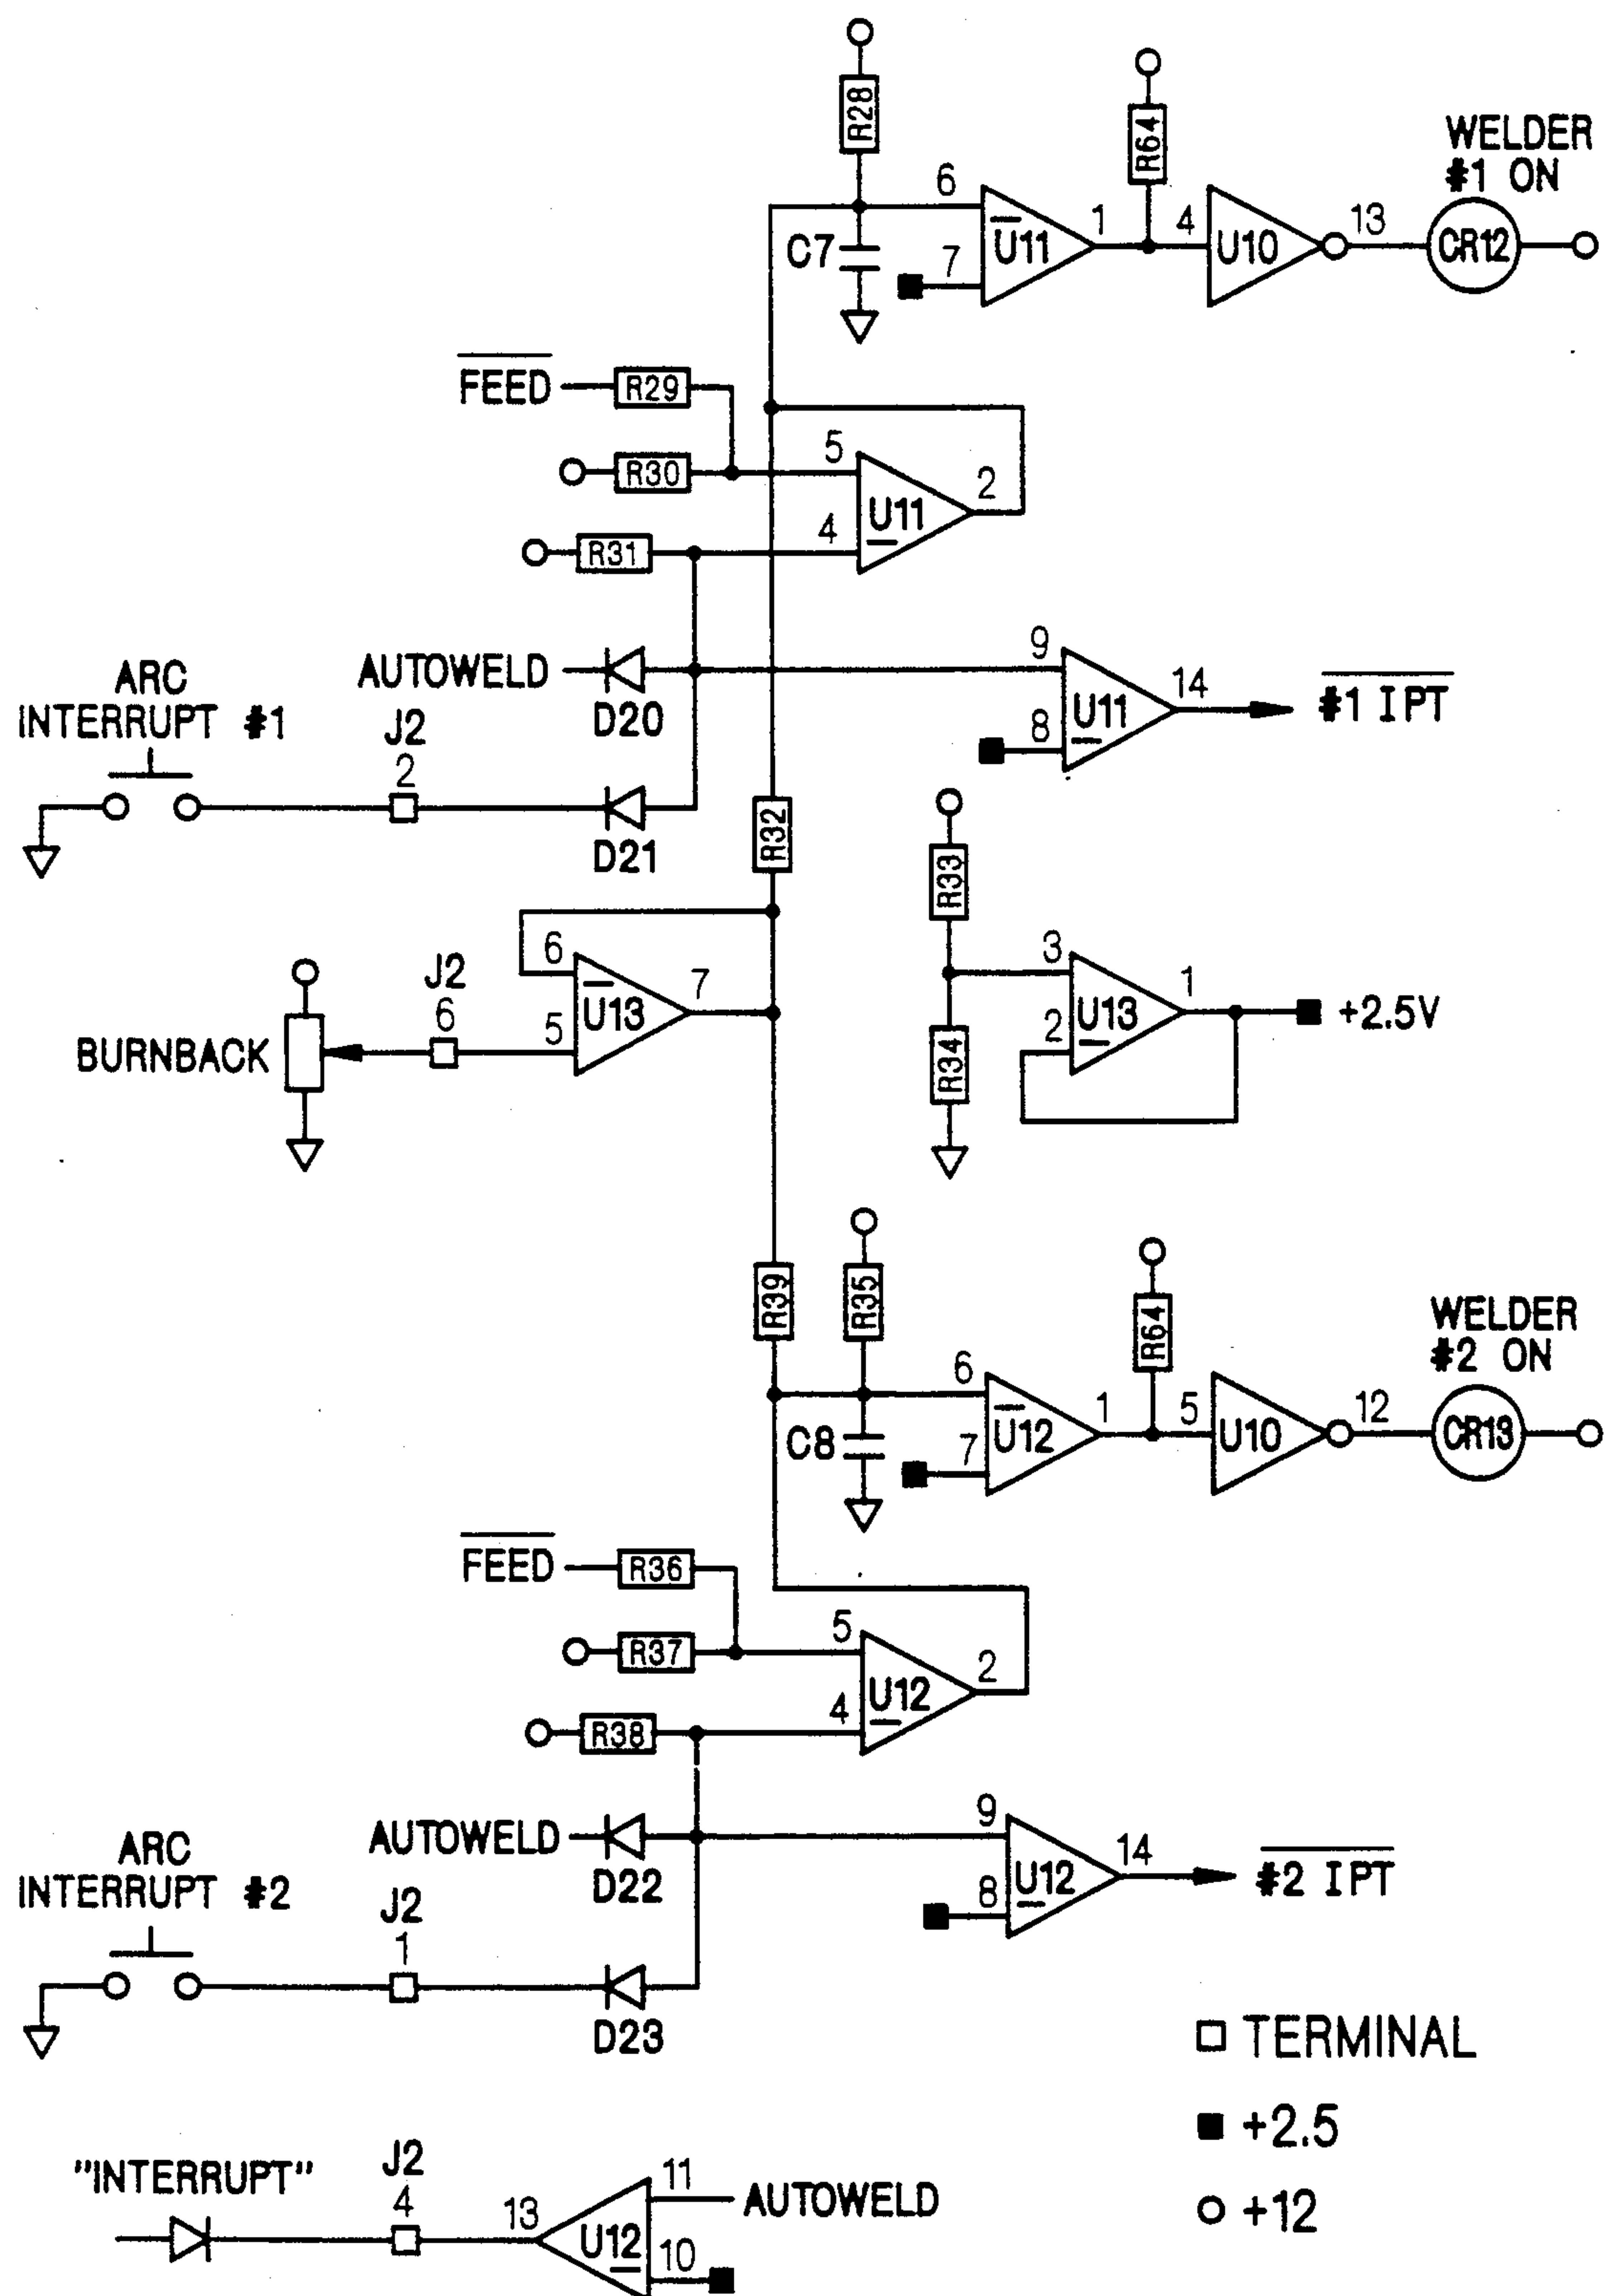 R28
R64
WELDER
#1 ON
6
U11
1
4
U10
13
CR12
C7
7
FEED
R29
R30
5
U11
2
R31
4
AUTOWELD
D20
9
U11
14
#1 IPT
8
ARC
INTERRUPT #1
J2
2
D21
R32
R33
BURNBACK
J2
6
6
U13
7
5
3
U13
1
2
+2.5V
R34
R39
R35
R64
WELDER
#2 ON
6
U12
1
5
U10
12
CR13
C8
7
FEED
R36
R37
5
U12
2
R38
4
AUTOWELD
D22
9
U12
14
#2 IPT
8
ARC
INTERRUPT #2
J2
1
D23
TERMINAL
+2.5
+12
"INTERRUPT"
J2
4
13
U12
11
AUTOWELD
10